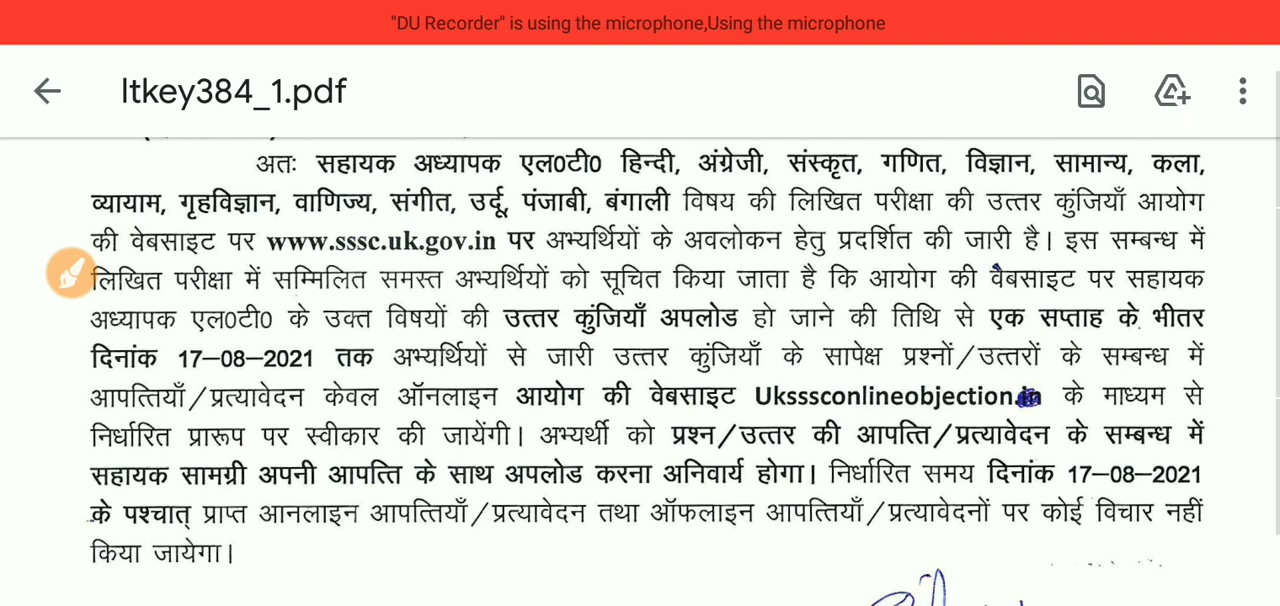 "DU Recorder" is using the microphone,Using the microphone
ltkey384_1.pdf
अतः सहायक अध्यापक एल0टी0 हिन्दी, अंग्रेजी, संस्कृत, गणित, विज्ञान, सामान्य, कला,
व्यायाम, गृहविज्ञान, वाणिज्य, संगीत, उर्दू, पंजाबी, बंगाली विषय की लिखित परीक्षा की उत्तर कुंजियाँ आयोग
की वेबसाइट पर www.sssc.uk.gov.in पर अभ्यर्थियों के अवलोकन हेतु प्रदर्शित की जारी है। इस सम्बन्ध में
लिखित परीक्षा में सम्मिलित समस्त अभ्यर्थियों को सूचित किया जाता है कि आयोग की वेबसाइट पर सहायक
अध्यापक एल0टी0 के उक्त विषयों की उत्तर कुंजियाँ अपलोड हो जाने की तिथि से एक सप्ताह के भीतर
दिनांक 17–08–2021 तक अभ्यर्थियों से जारी उत्तर कुंजियों के सापेक्ष प्रश्नों/उत्तरों के सम्बन्ध में
आपत्तियाँ/प्रत्यावेदन केवल ऑनलाइन आयोग की वेबसाइट Uksssconlineobjection.in के माध्यम से
निर्धारित प्रारूप पर स्वीकार की जायेंगी। अभ्यर्थी को प्रश्न/उत्तर की आपत्ति/प्रत्यावेदन के सम्बन्ध में
सहायक सामग्री अपनी आपत्ति के साथ अपलोड करना अनिवार्य होगा। निर्धारित समय दिनांक 17–08–2021
के पश्चात् प्राप्त आनलाइन आपत्तियाँ/प्रत्यावेदन तथा ऑफलाइन आपत्तियाँ/प्रत्यावेदनों पर कोई विचार नहीं
किया जायेगा।